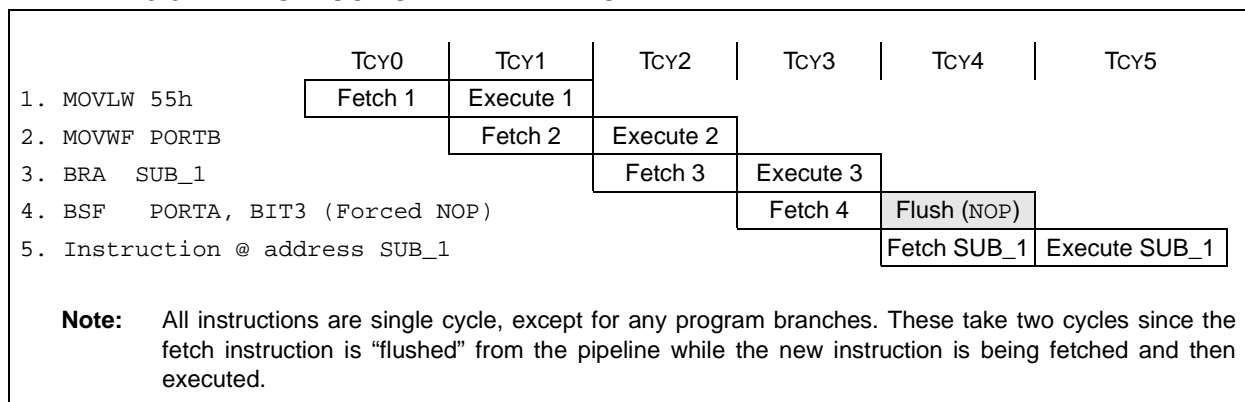 TCY0 TCY1 TCY2 TCY3 TCY4 TCY5
1. MOVLW 55h Fetch 1 Execute 1
2. MOVWF PORTB Fetch 2 Execute 2
3. BRA SUB_1 Fetch 3 Execute 3
4. BSF PORTA, BIT3 (Forced NOP) Fetch 4 Flush (NOP)
5. Instruction @ address SUB_1 Fetch SUB_1 Execute SUB_1
Note: All instructions are single cycle, except for any program branches. These take two cycles since the
fetch instruction is “flushed” from the pipeline while the new instruction is being fetched and then
executed.